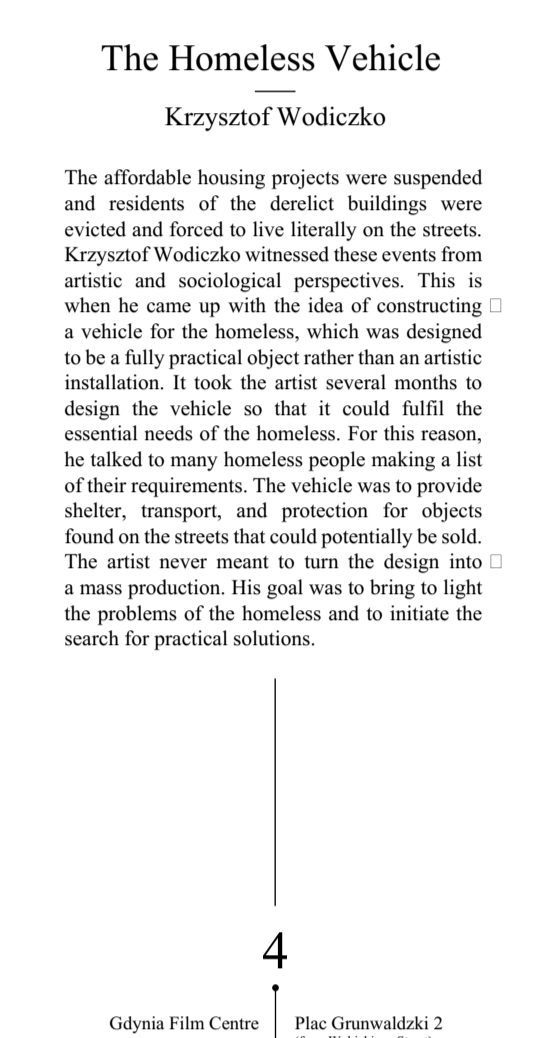 The Homeless Vehicle
Krzysztof Wodiczko
The affordable housing projects were suspended
and residents of the derelict buildings were
evicted and forced to live literally on the streets.
Krzysztof Wodiczko witnessed these events from
artistic and sociological perspectives. This is
when he came up with the idea of constructing
a vehicle for the homeless, which was designed
to be a fully practical object rather than an artistic
installation. It took the artist several months to
design the vehicle so that it could fulfil the
essential needs of the homeless. For this reason,
he talked to many homeless people making a list
of their requirements. The vehicle was to provide
shelter, transport, and protection for objects
found on the streets that could potentially be sold.
The artist never meant to turn the design into
a mass production. His goal was to bring to light
the problems of the homeless and to initiate the
search for practical solutions.
4
Gdynia Film Centre
Plac Grunwaldzki 2